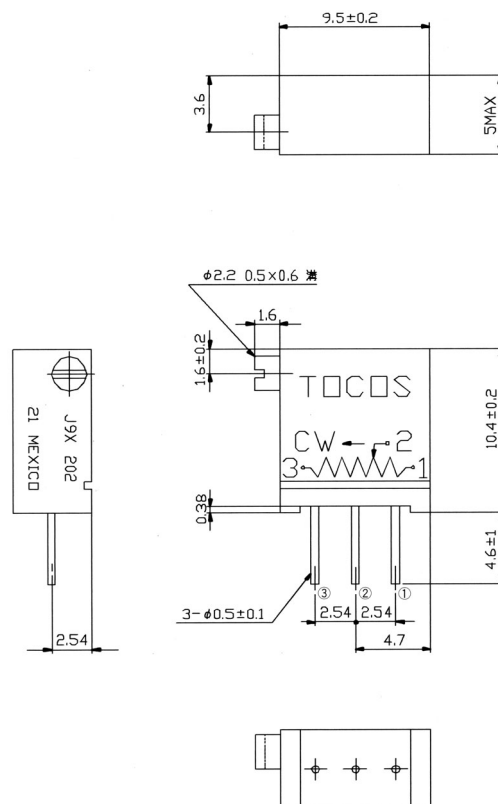 9.5±0.2
3.6
5MAX
φ2.2 0.5×0.6 溝
1.6
1.6±0.2
TOCOS
CW
2
3
1
10.4±0.2
J9X 202
21 MEXICO
0.38
4.6±1
③ ② ①
3-φ0.5±0.1
2.54 2.54
4.7
2.54